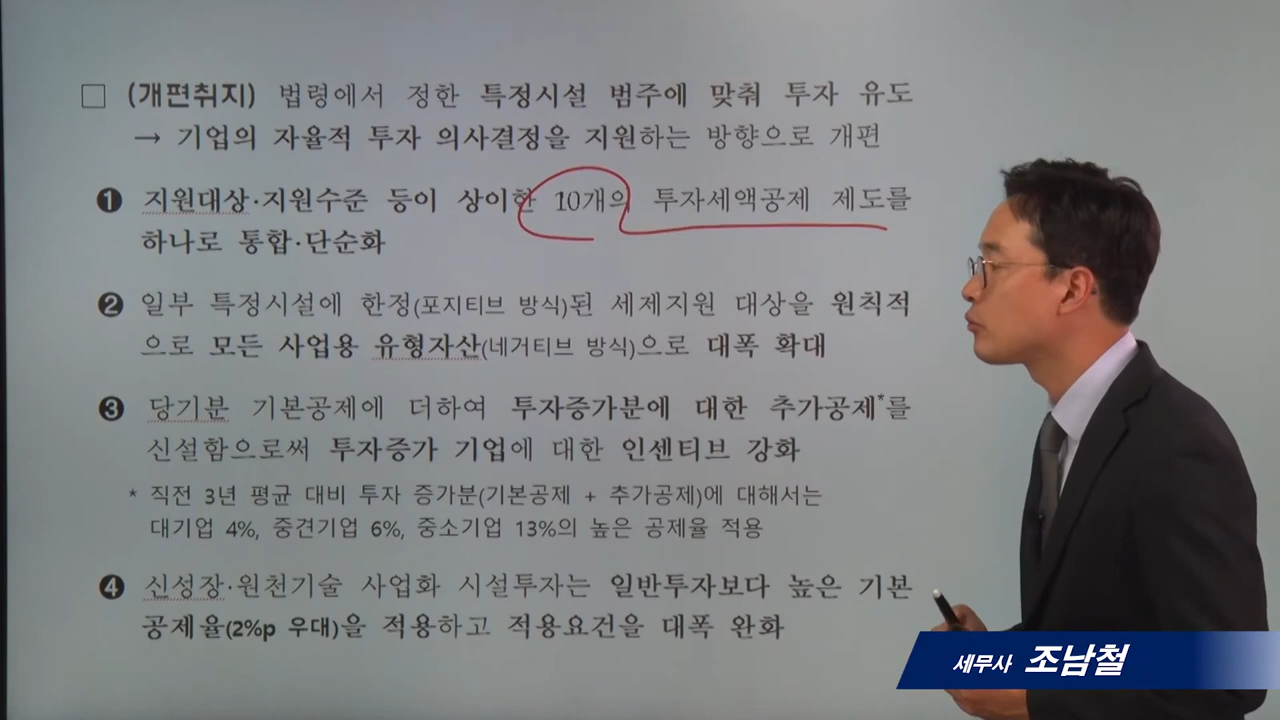 □ (개편취지) 법령에서 정한 특정시설 범주에 맞춰 투자 유도
→ 기업의 자율적 투자 의사결정을 지원하는 방향으로 개편
❶ 지원대상·지원수준 등이 상이한 10개의 투자세액공제 제도를
하나로 통합·단순화
❷ 일부 특정시설에 한정(포지티브 방식)된 세제지원 대상을 원칙적
으로 모든 사업용 유형자산(네거티브 방식)으로 대폭 확대
❸ 당기분 기본공제에 더하여 투자증가분에 대한 추가공제*를
신설함으로써 투자증가 기업에 대한 인센티브 강화
* 직전 3년 평균 대비 투자 증가분(기본공제 + 추가공제)에 대해서는
대기업 4%, 중견기업 6%, 중소기업 13%의 높은 공제율 적용
❹ 신성장·원천기술 사업화 시설투자는 일반투자보다 높은 기본
공제율(2%p 우대)을 적용하고 적용요건을 대폭 완화
세무사 조남철